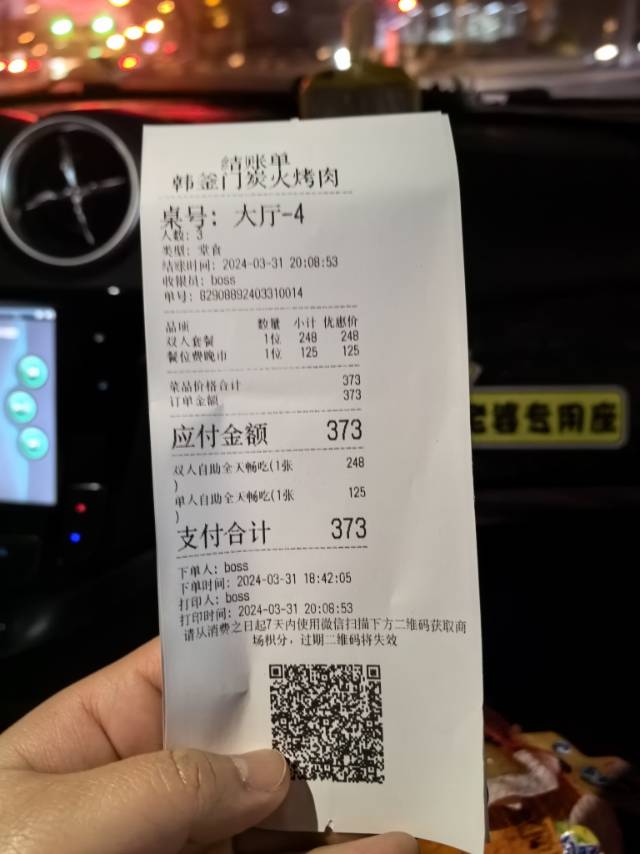 结账单
韩釜门炭火烤肉
桌号：大厅-4
人数：3
类型：堂食
结账时间：2024-03-31 20:08:53
收银员：boss
单号：82908892403310014
品项 数量 小计 优惠价
双人套餐 1位 248 248
餐位费晚市 1位 125 125
菜品价格合计 373
订单金额 373
应付金额 373
双人自助全天畅吃(1张 248
)
单人自助全天畅吃(1张 125
)
支付合计 373
下单人：boss
下单时间：2024-03-31 18:42:05
打印人：boss
打印时间：2024-03-31 20:06:53
请从消费之日起7天内使用微信扫描下方二维码获取商
场积分，过期二维码将失效
老婆专用座